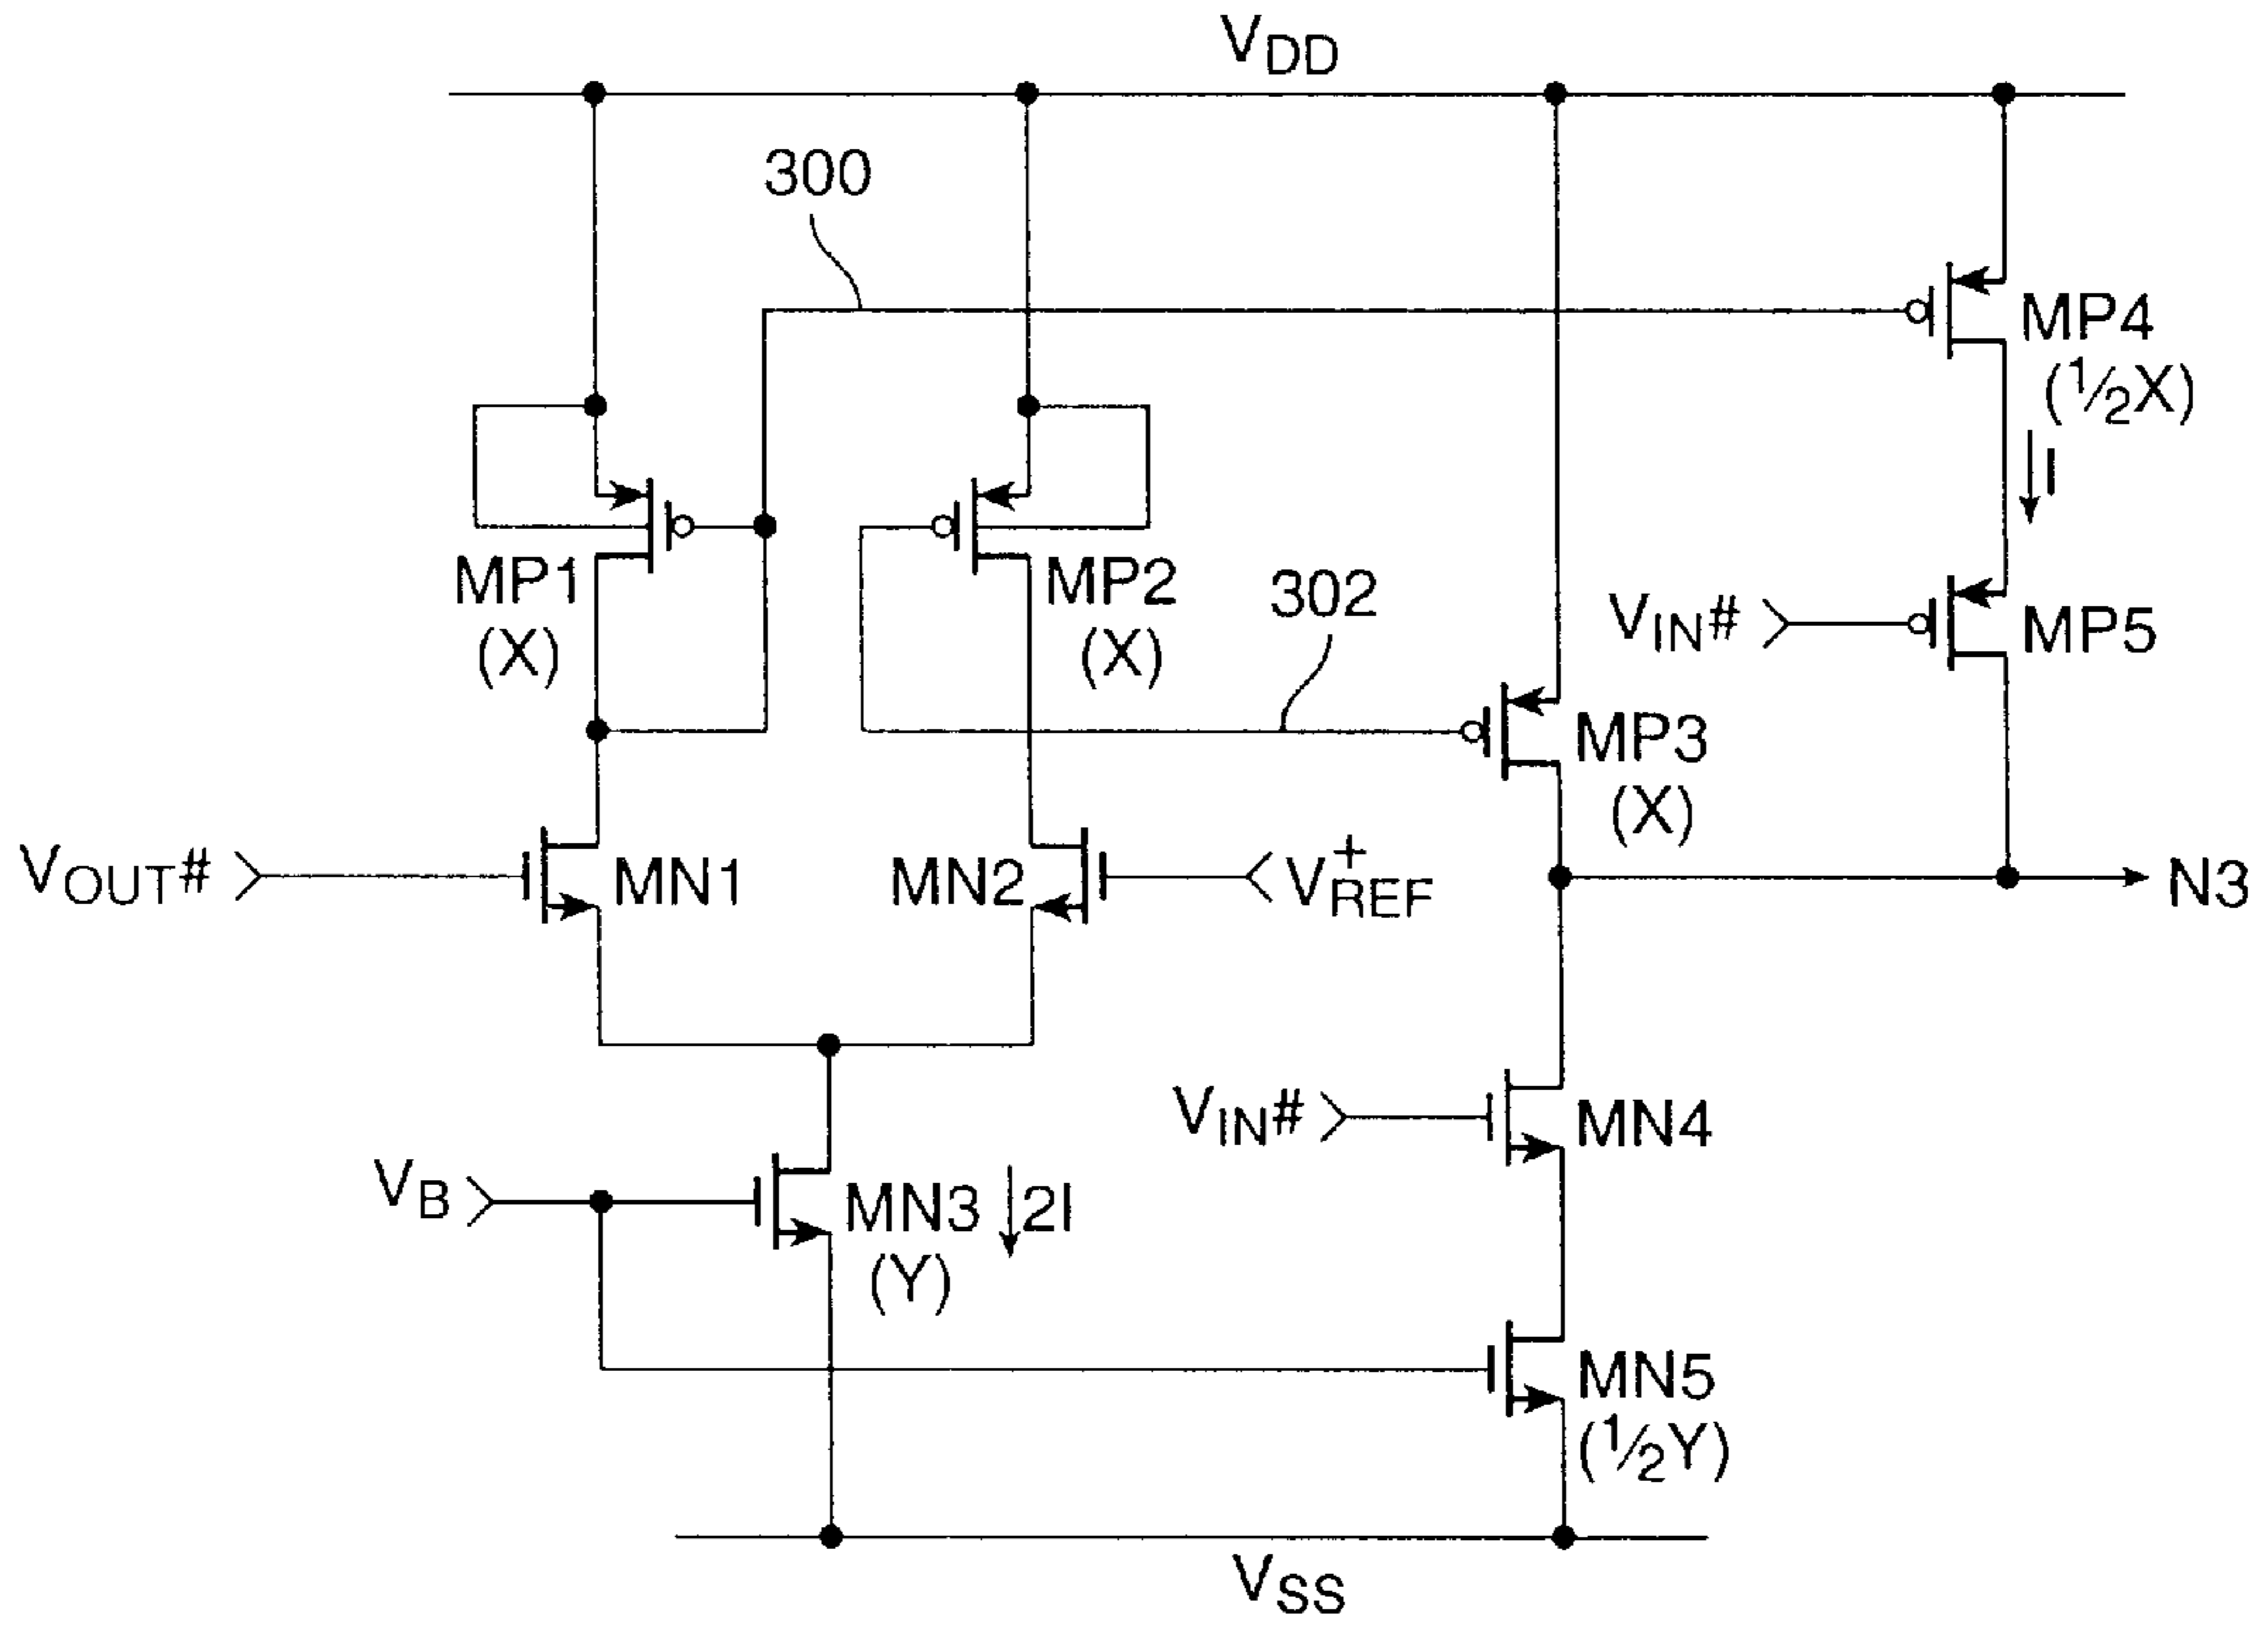 VDD
300
MP4
(½X)
I
MP1
(X)
MP2
(X)
302
VIN#
MP5
MP3
(X)
VOUT#
MN1
MN2
V+REF
N3
VIN#
MN4
VB
MN3
(Y)
2I
MN5
(½Y)
VSS